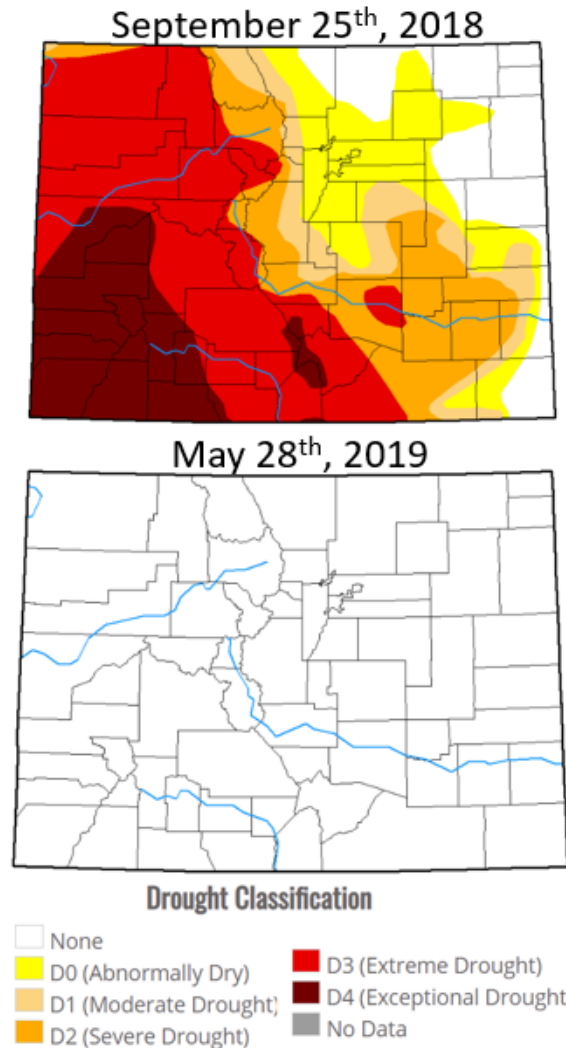 September 25th, 2018
May 28th, 2019
Drought Classification
None
D0 (Abnormally Dry)
D1 (Moderate Drought)
D2 (Severe Drought)
D3 (Extreme Drought)
D4 (Exceptional Drought
No Data